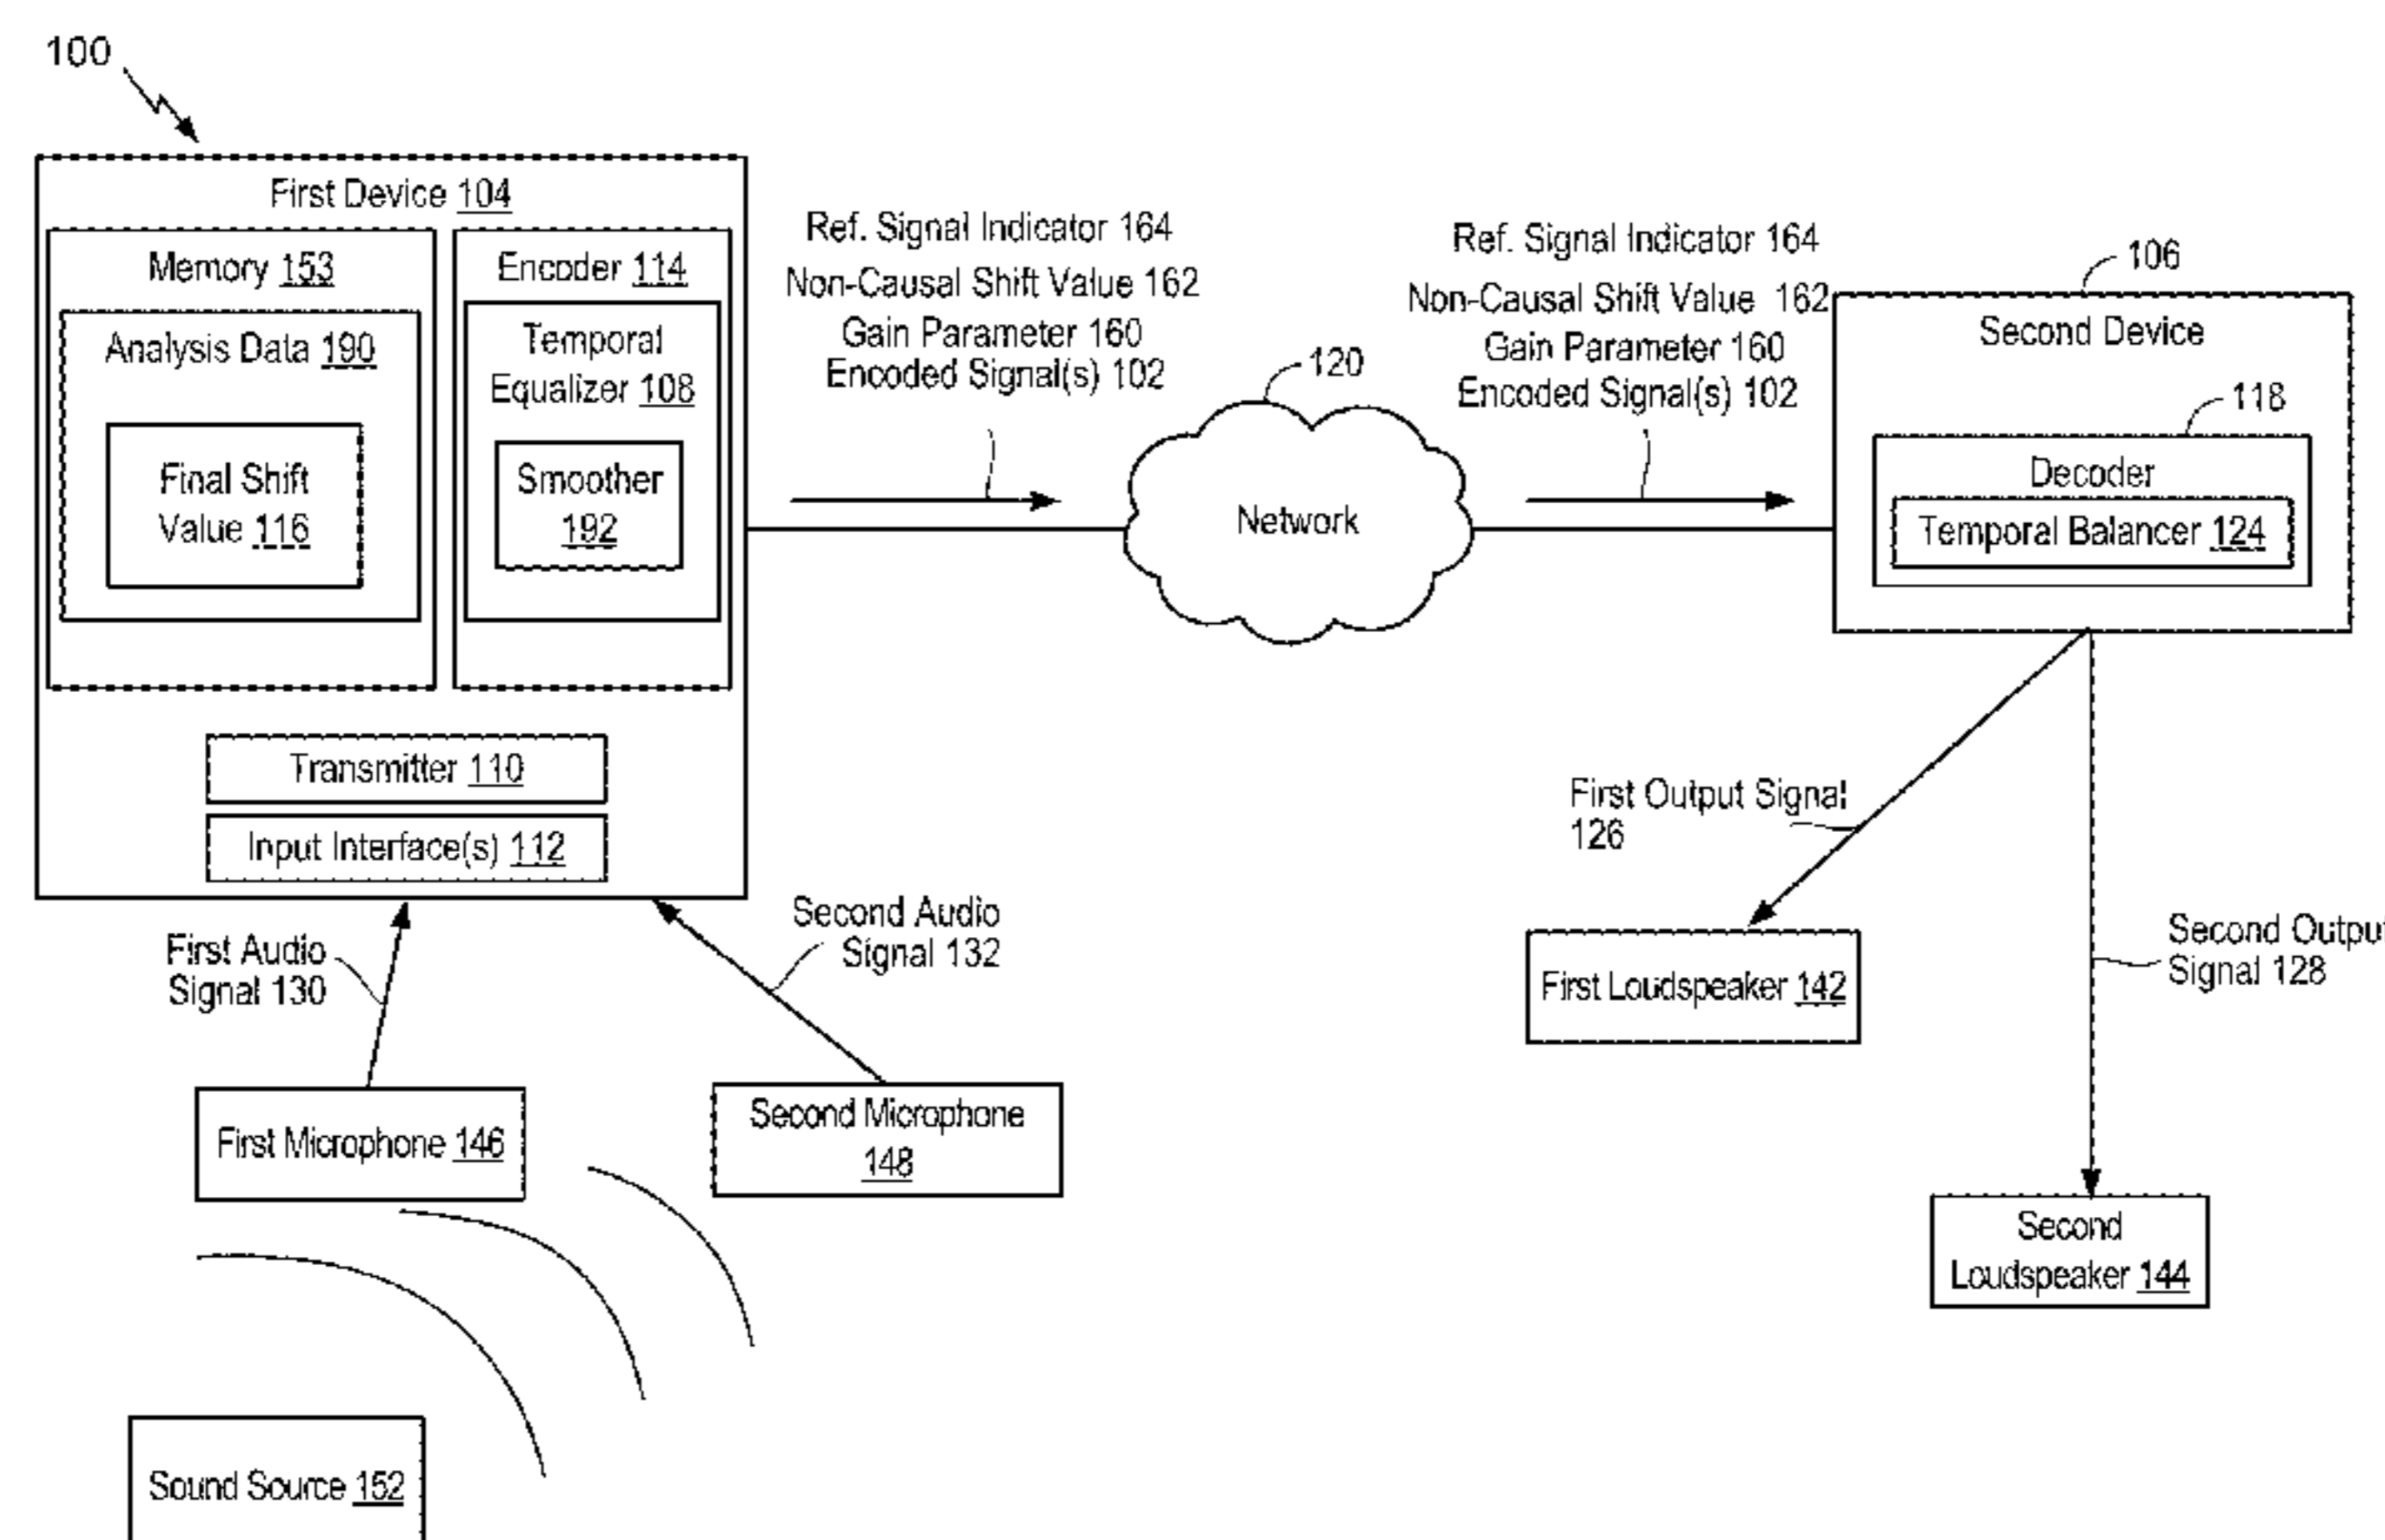 100
First Device 104
Memory 153
Analysis Data 190
Final Shift
Value 116
Encoder 114
Temporal
Equalizer 108
Smoother
192
Transmitter 110
Input Interface(s) 112
Ref. Signal Indicator 164
Non-Causal Shift Value 162
Gain Parameter 160
Encoded Signal(s) 102
120
Network
Ref. Signal Indicator 164
Non-Causal Shift Value 162
Gain Parameter 160
Encoded Signal(s) 102
106
Second Device
118
Decoder
Temporal Balancer 124
First Audio
Signal 130
Second Audio
Signal 132
First Output Signal
126
Second Output
Signal 128
First Loudspeaker 142
First Microphone 146
Second Microphone
148
Second
Loudspeaker 144
Sound Source 152